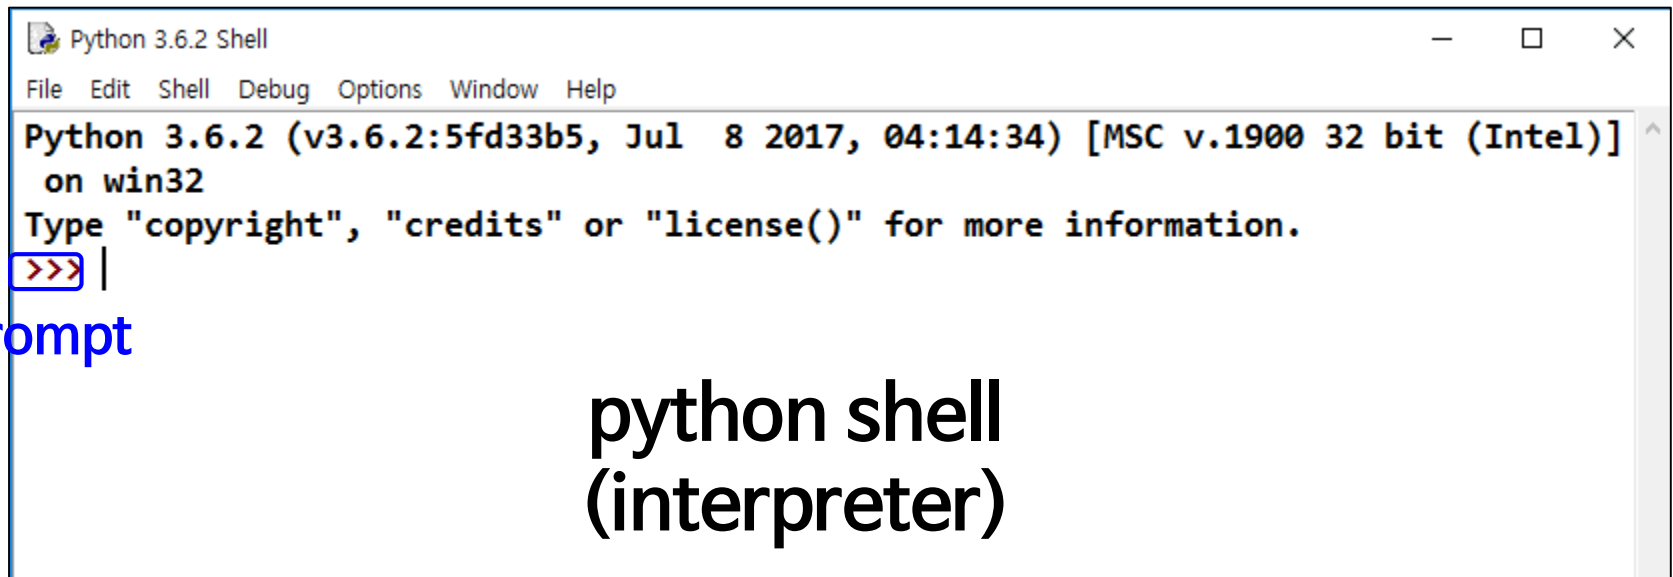 Python 3.6.2 Shell
File Edit Shell Debug Options Window Help
Python 3.6.2 (v3.6.2:5fd33b5, Jul  8 2017, 04:14:34) [MSC v.1900 32 bit (Intel)]
 on win32
Type "copyright", "credits" or "license()" for more information.
>>>
rompt
python shell
(interpreter)